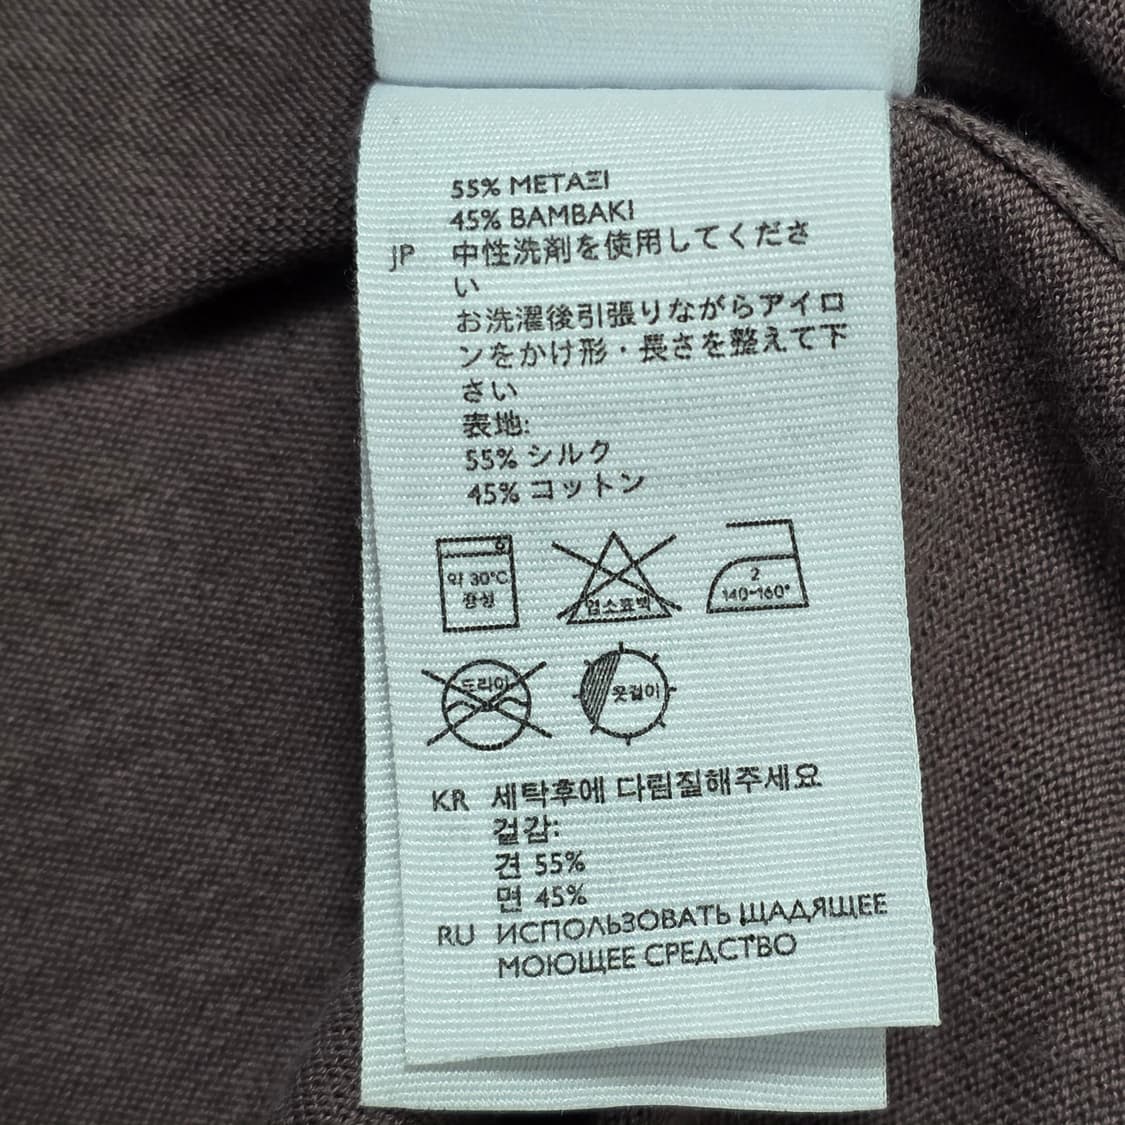 55% ΜΕΤΑΞΙ
45% ΒΑΜΒΑΚΙ
JP 中性洗剤を使用してくださ
い
お洗濯後引張りながらアイロ
ンをかけ形・長さを整えて下
さい
表地:
55% シルク
45% コットン
약 30°C
중성
염소표백
2
140~160°
드라이
옷걸이
KR 세탁후에 다림질해주세요
겉감:
견 55%
면 45%
RU ИСПОЛЬЗОВАТЬ ЩАДЯЩЕЕ
МОЮЩЕЕ СРЕДСТВО